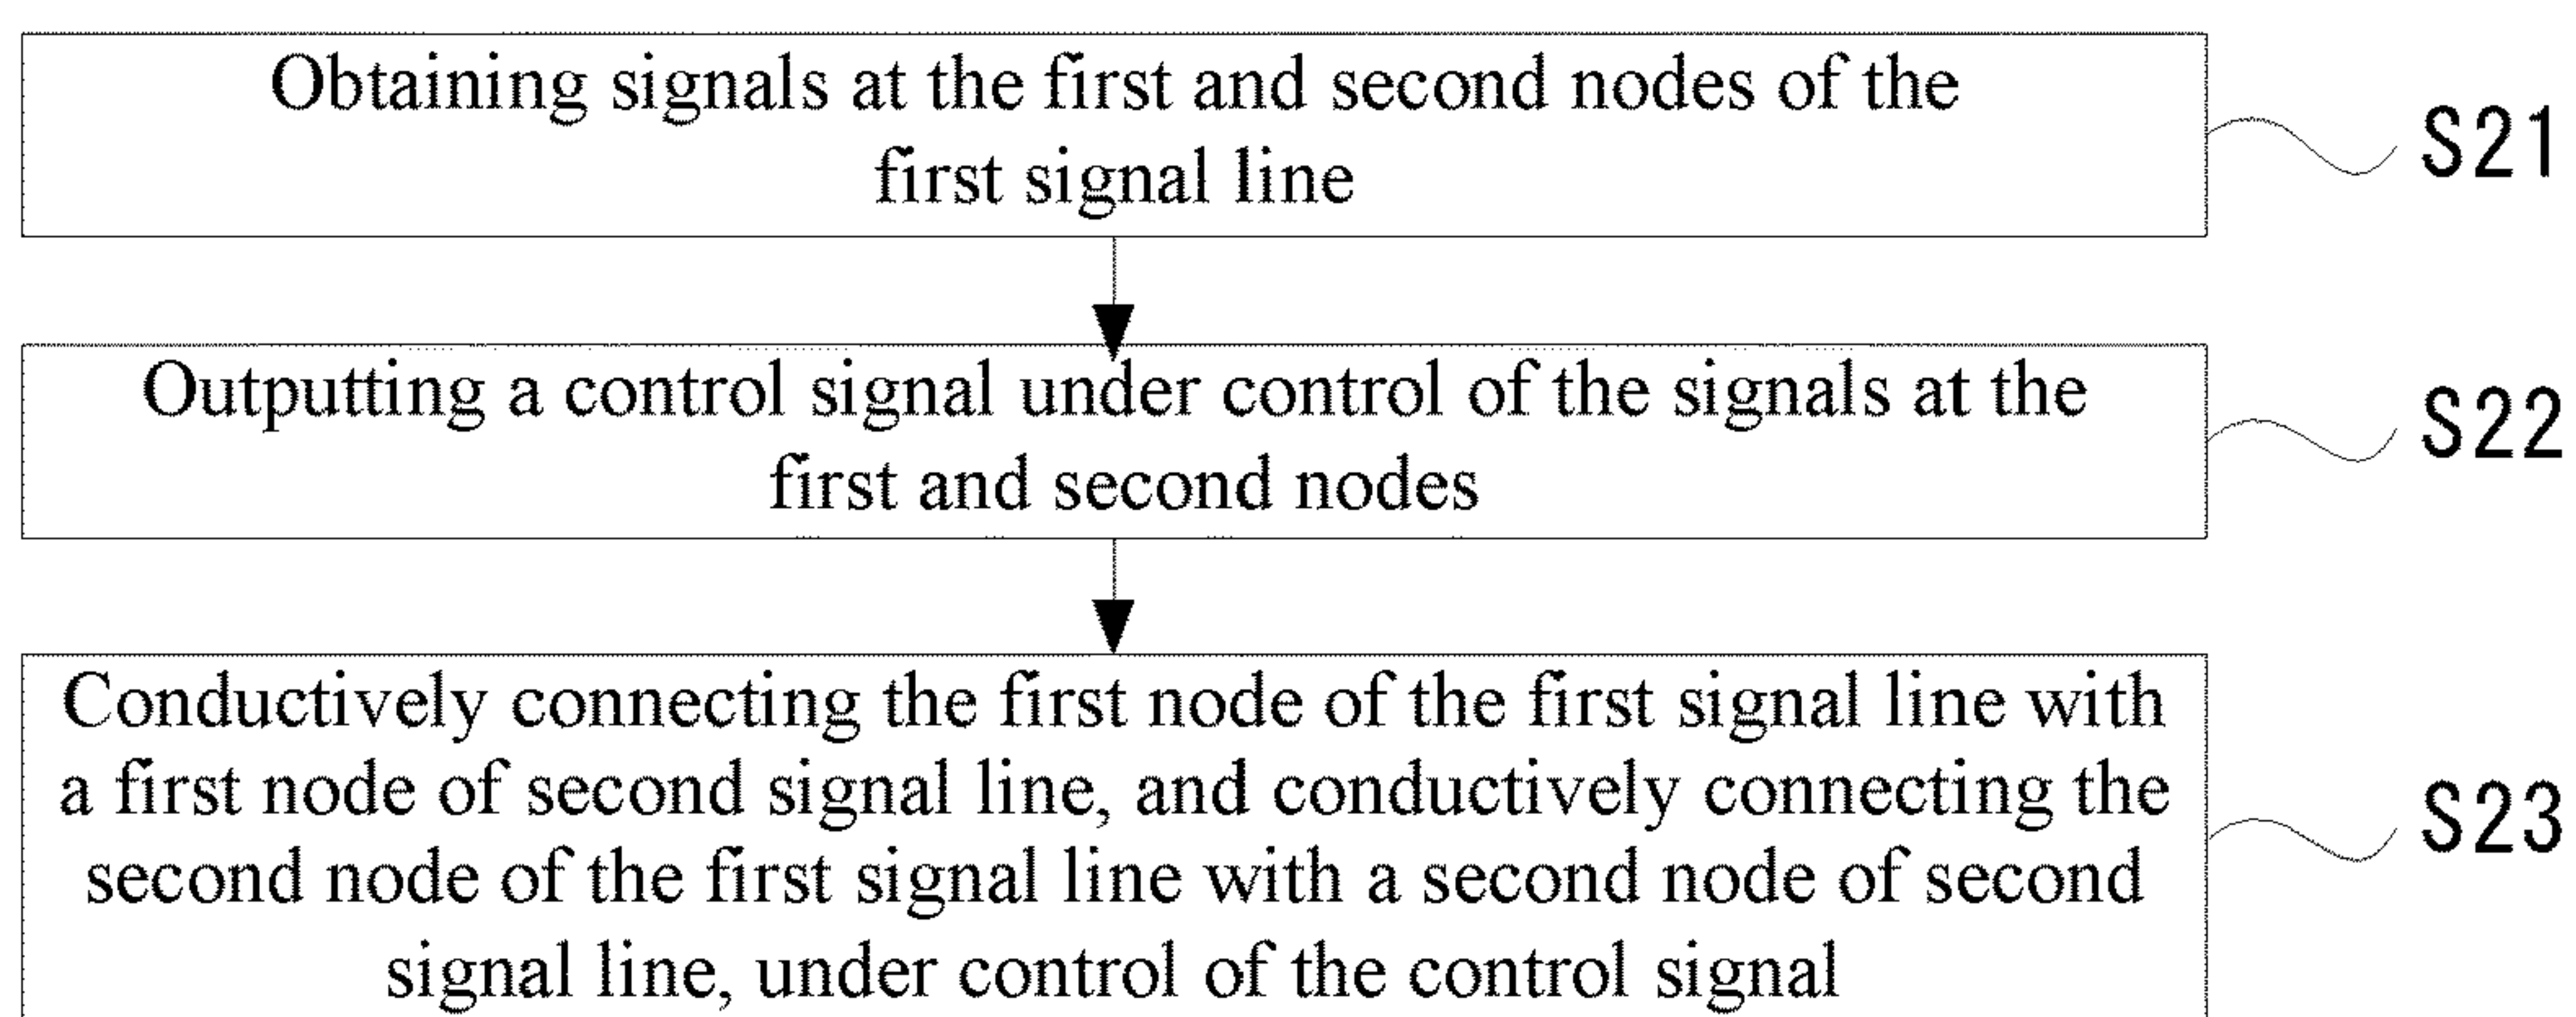 Obtaining signals at the first and second nodes of the
first signal line
S21
Outputting a control signal under control of the signals at the
first and second nodes
S22
Conductively connecting the first node of the first signal line with
a first node of second signal line, and conductively connecting the
second node of the first signal line with a second node of second
signal line, under control of the control signal
S23